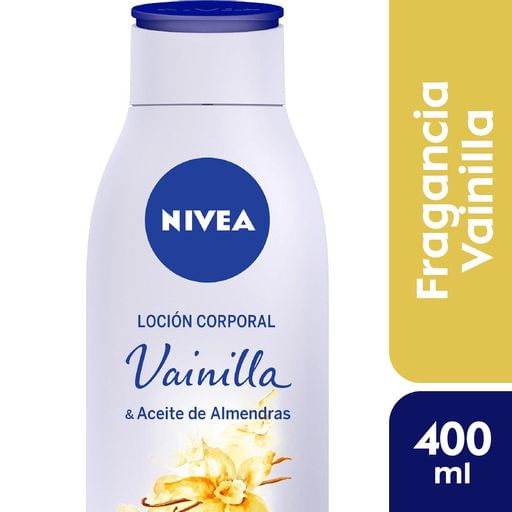 NIVEA
LOCIÓN CORPORAL
Vainilla
& Aceite de Almendras
Fragancia
Vainilla
400
ml